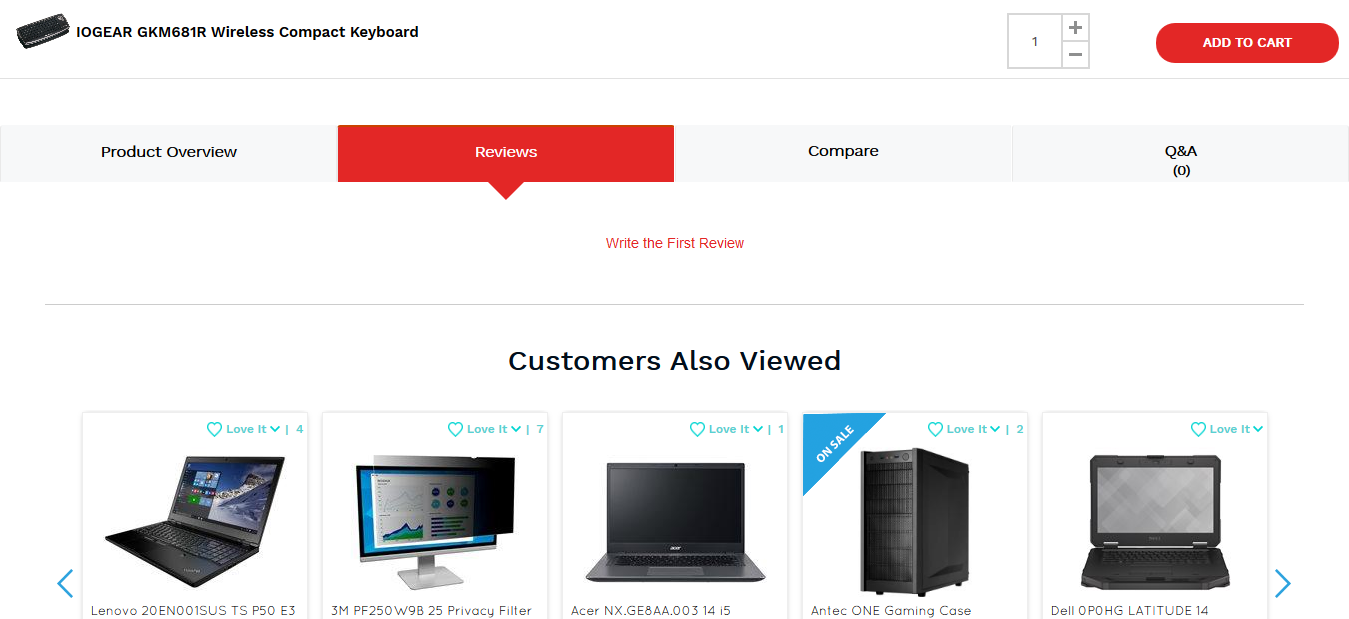 IOGEAR GKM681R Wireless Compact Keyboard
1
ADD TO CART
Product Overview
Reviews
Compare
Q&A
(0)
Write the First Review
Customers Also Viewed
Love It | 4
Love It | 7
Love It | 1
Love It | 2
Love It
ON SALE
Lenovo 20EN001SUS TS P50 E3
3M PF250W9B 25 Privacy Filter
Acer NX.GE8AA.003 14 i5
Antec ONE Gaming Case
Dell 0P0HG LATITUDE 14